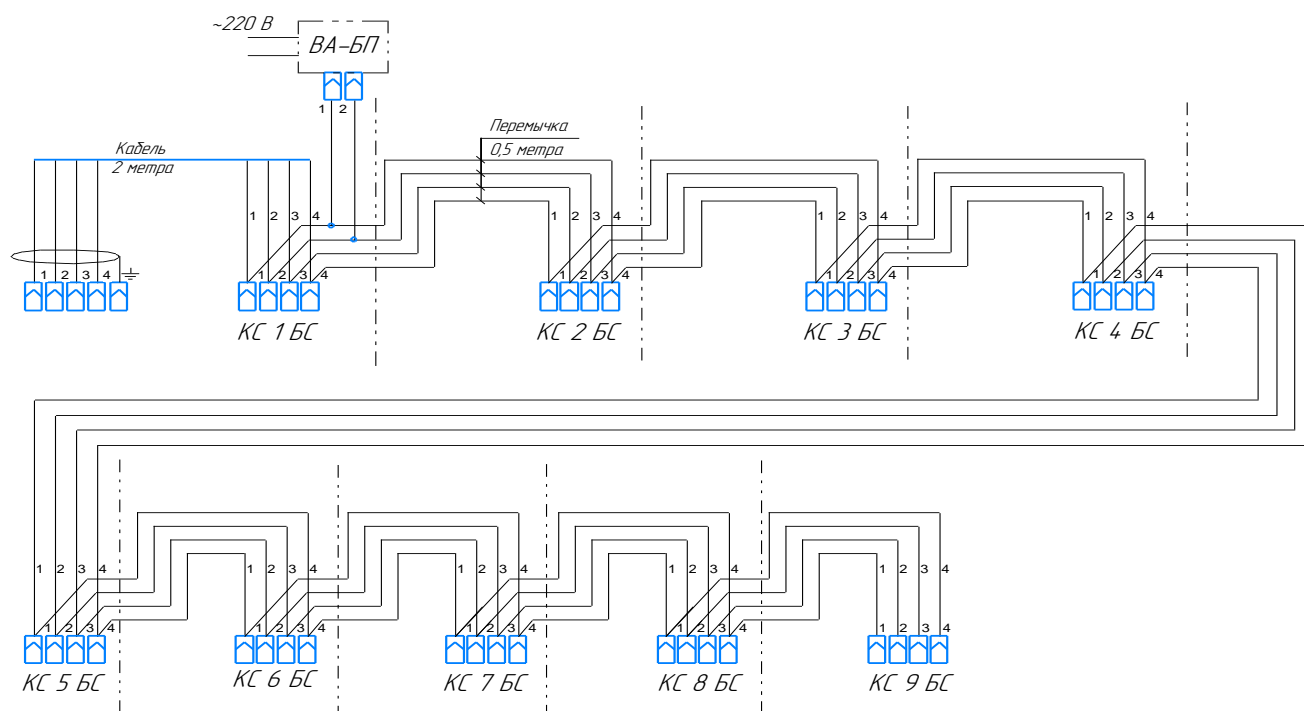 ~220 В
ВА-БП
1 2
Перемычка
0,5 метра
Кабель
2 метра
1 2 3 4
1 2 3 4
1 2 3 4
1 2 3 4
1 2 3 4
1 2 3 4
1 2 3 4
1 2 3 4
1 2 3 4
КС 1 БС
КС 2 БС
КС 3 БС
КС 4 БС
1 2 3 4
1 2 3 4
1 2 3 4
1 2 3 4
1 2 3 4
1 2 3 4
1 2 3 4
1 2 3 4
1 2 3 4
КС 5 БС
КС 6 БС
КС 7 БС
КС 8 БС
КС 9 БС